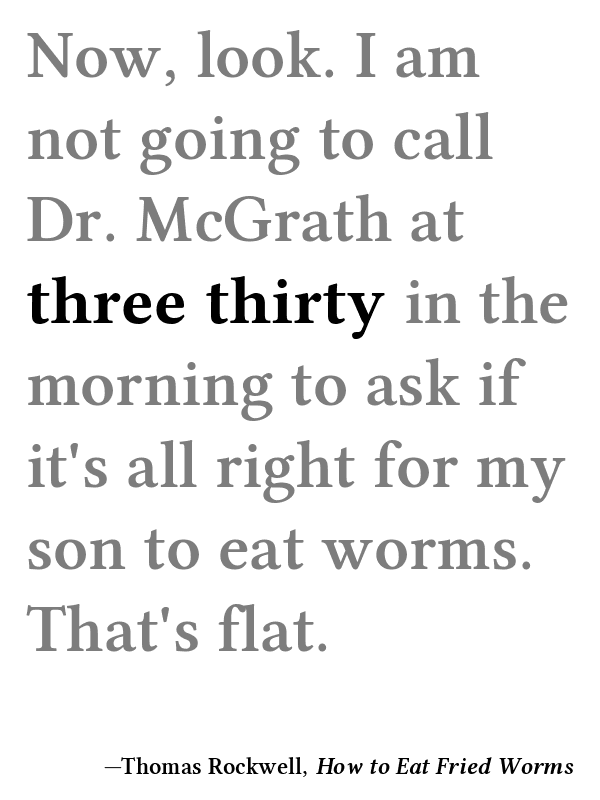 Now, look. I am
not going to call
Dr. McGrath at
three thirty in the
morning to ask if
it's all right for my
son to eat worms.
That's flat.
—Thomas Rockwell, How to Eat Fried Worms